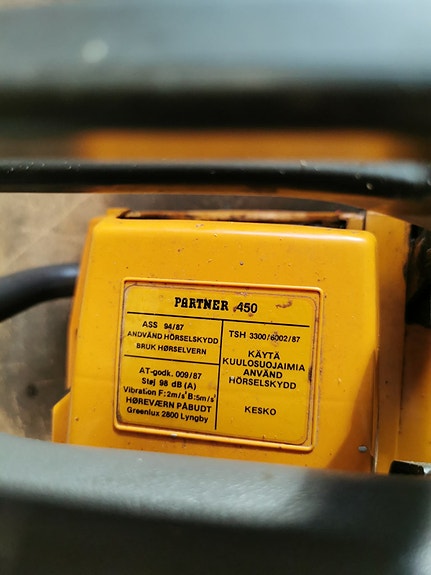 PARTNER 450
ASS 94/87
ANDVÄND HÖRSELSKYDD
BRUK HØRSELVERN
AT-godk. 009/87
Støj 98 dB (A)
Vibration F:2m/s² B:5m/s²
HØREVÆRN PÅBUDT
Greenlux 2800 Lyngby
TSH 3300/6002/87
KÄYTÄ
KUULOSUOJAIMIA
ANVÄND
HÖRSELSKYDD
KESKO